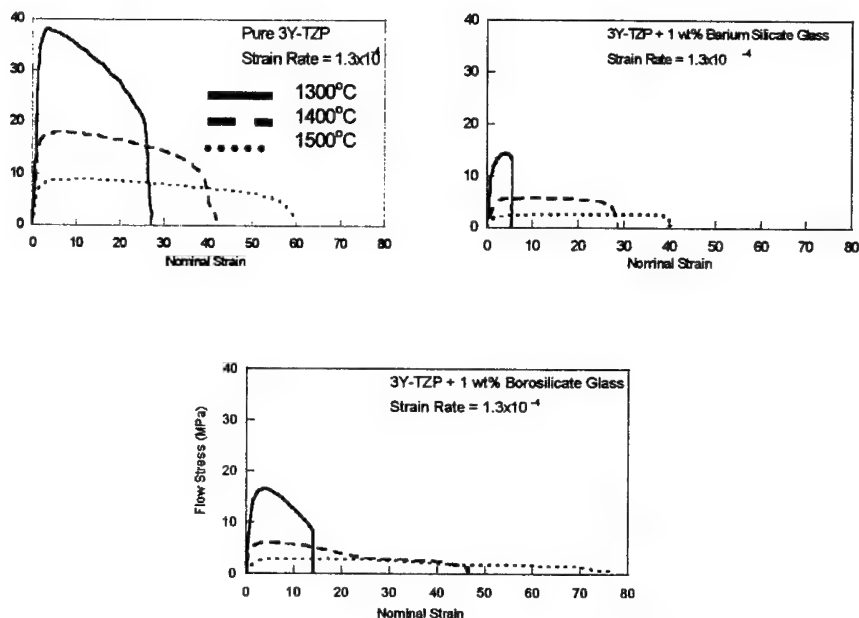 40
30
20
10
0
0 10 20 30 40 50 60 70 80
Nominal Strain
Pure 3Y-TZP
Strain Rate = 1.3x10 -4
1300°C
1400°C
1500°C
40
30
20
10
0
0 10 20 30 40 50 60 70 80
Nominal Strain
3Y-TZP + 1 wt% Barium Silicate Glass
Strain Rate = 1.3x10 -4
Flow Stress (MPa)
40
30
20
10
0
0 10 20 30 40 50 60 70 80
Nominal Strain
3Y-TZP + 1 wt% Borosilicate Glass
Strain Rate = 1.3x10 -4